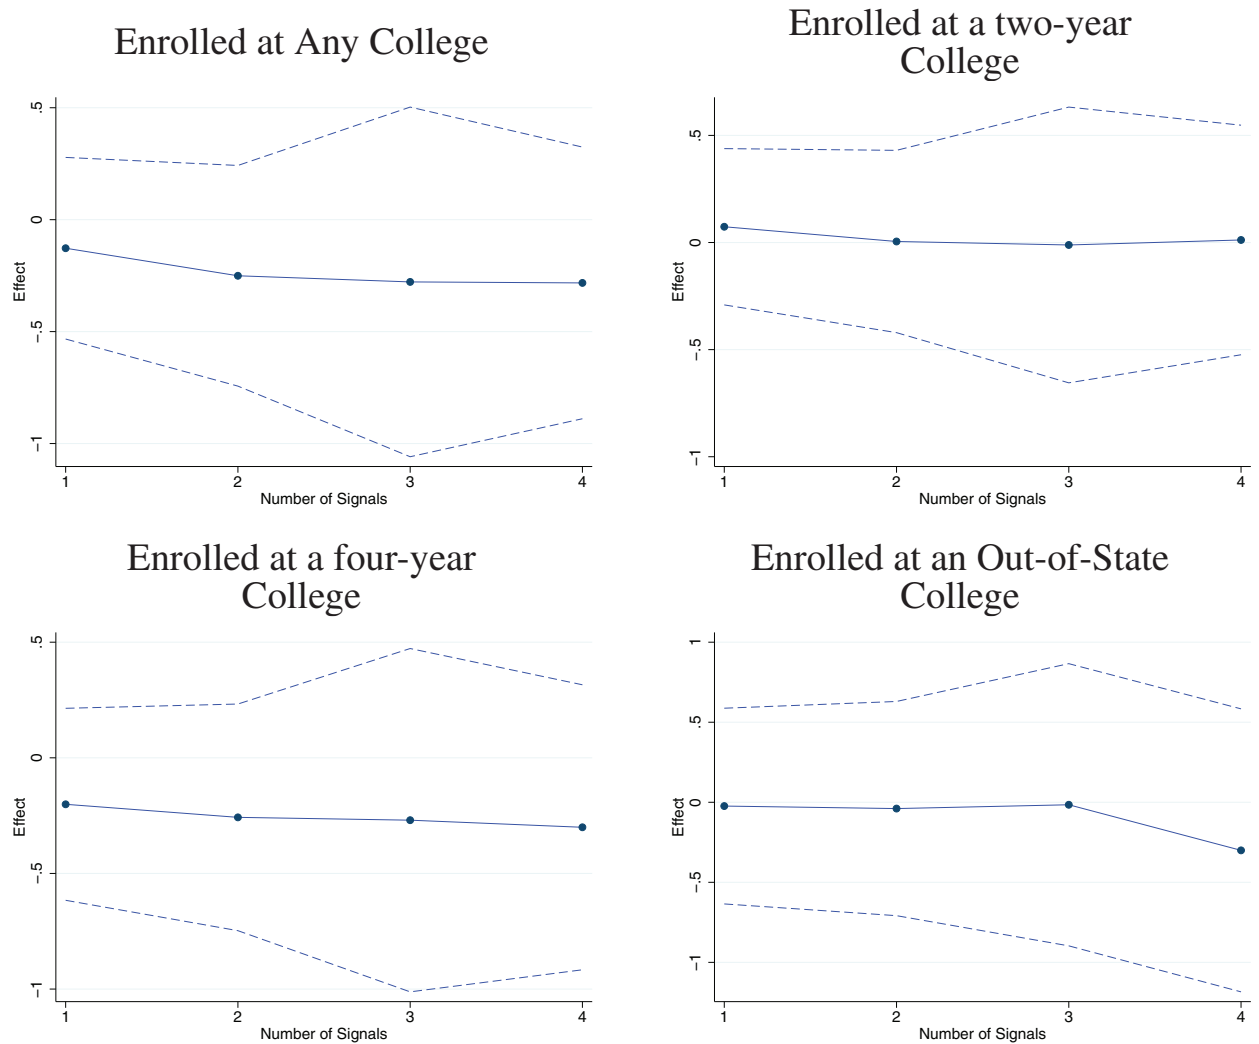 Enrolled at Any College
.5
0
−.5
−1
Effect
1 2 3 4
Number of Signals
Enrolled at a two-year
College
.5
0
−.5
−1
Effect
1 2 3 4
Number of Signals
Enrolled at a four-year
College
.5
0
−.5
−1
Effect
1 2 3 4
Number of Signals
Enrolled at an Out-of-State
College
1
.5
0
−.5
−1
Effect
1 2 3 4
Number of Signals